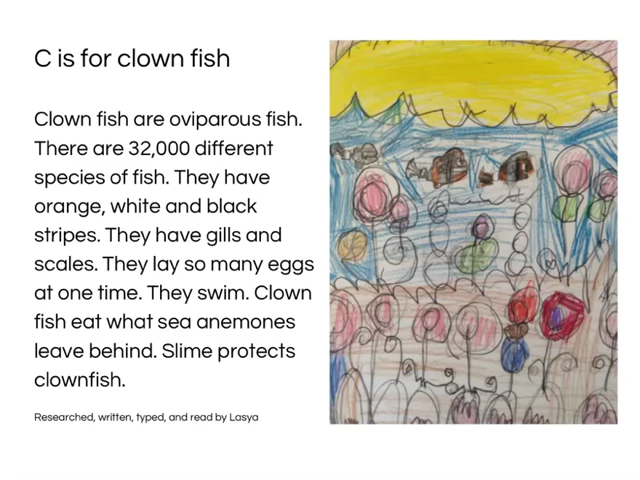 C is for clown fish
Clown fish are oviparous fish.
There are 32,000 different
species of fish. They have
orange, white and black
stripes. They have gills and
scales. They lay so many eggs
at one time. They swim. Clown
fish eat what sea anemones
leave behind. Slime protects
clownfish.
Researched, written, typed, and read by Lasya